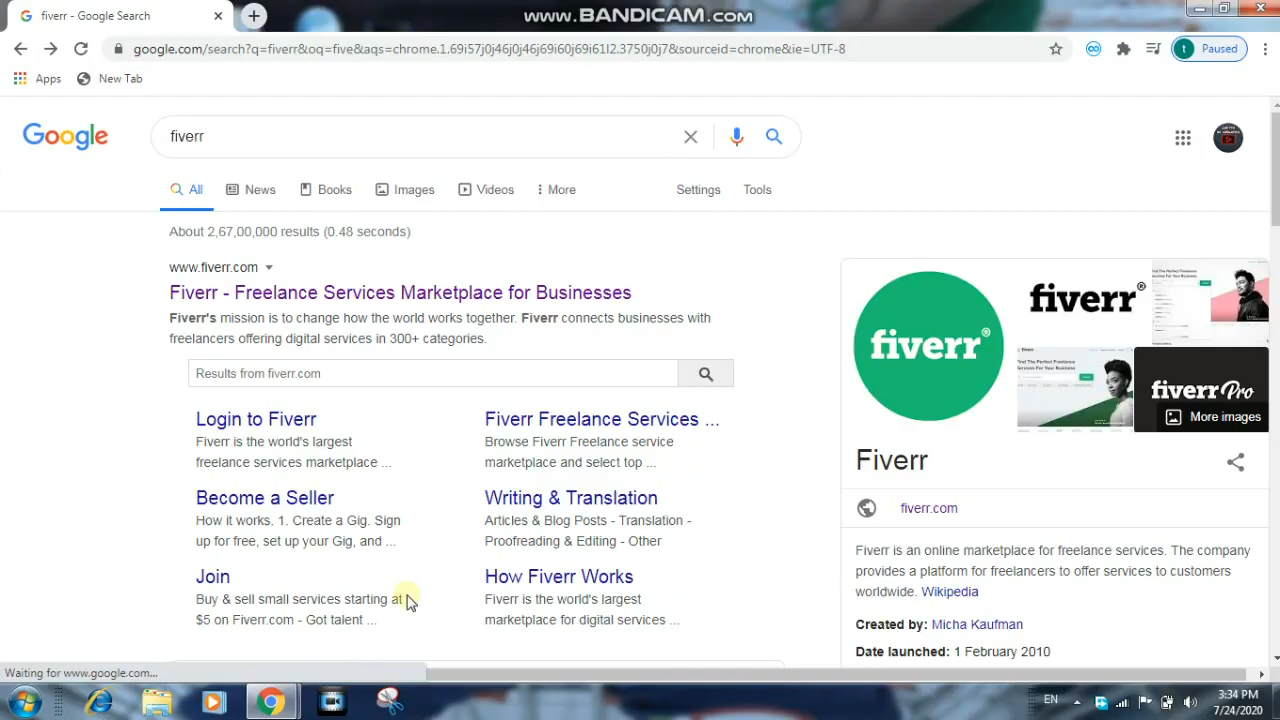 fiverr - Google Search
www.BANDICAM.com
google.com/search?q=fiverr&oq=five&aqs=chrome.1.69i57j0j46j0j46j69i60j69i61l2.3750j0j7&sourceid=chrome&ie=UTF-8
t Paused
Apps New Tab
Google
fiverr
All News Books Images Videos More Settings Tools
About 2,67,00,000 results (0.48 seconds)
www.fiverr.com
Fiverr - Freelance Services Marketplace for Businesses
Fiverr's mission is to change how the world works together. Fiverr connects businesses with
freelancers offering digital services in 300+ categories.
Results from fiverr.com
Login to Fiverr
Fiverr is the world's largest
freelance services marketplace ...
Fiverr Freelance Services ...
Browse Fiverr Freelance service
marketplace and select top ...
Become a Seller
How it works. 1. Create a Gig. Sign
up for free, set up your Gig, and ...
Writing & Translation
Articles & Blog Posts - Translation -
Proofreading & Editing - Other
Join
Buy & sell small services starting at
$5 on Fiverr.com - Got talent ...
How Fiverr Works
Fiverr is the world's largest
marketplace for digital services ...
fiverr®
fiverr®
fiverr Pro
More images
Fiverr
fiverr.com
Fiverr is an online marketplace for freelance services. The company
provides a platform for freelancers to offer services to customers
worldwide. Wikipedia
Created by: Micha Kaufman
Date launched: 1 February 2010
Waiting for www.google.com...
EN
3:34 PM
7/24/2020